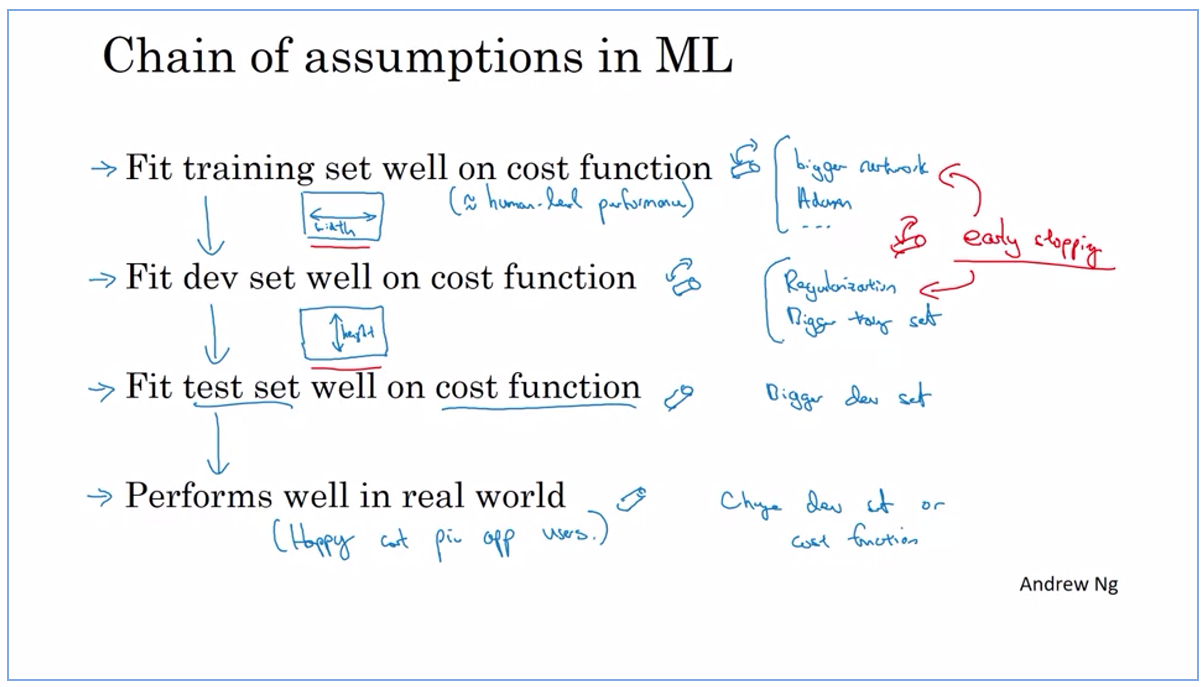 Chain of assumptions in ML
→ Fit training set well on cost function
(≈ human-level performance)
bigger network
Adam
...
width
early stopping
→ Fit dev set well on cost function
Regularization
Bigger set
height
→ Fit test set well on cost function
Bigger dev set
→ Performs well in real world
(Happy cat pic app users.)
Change dev set or
cost function
Andrew Ng